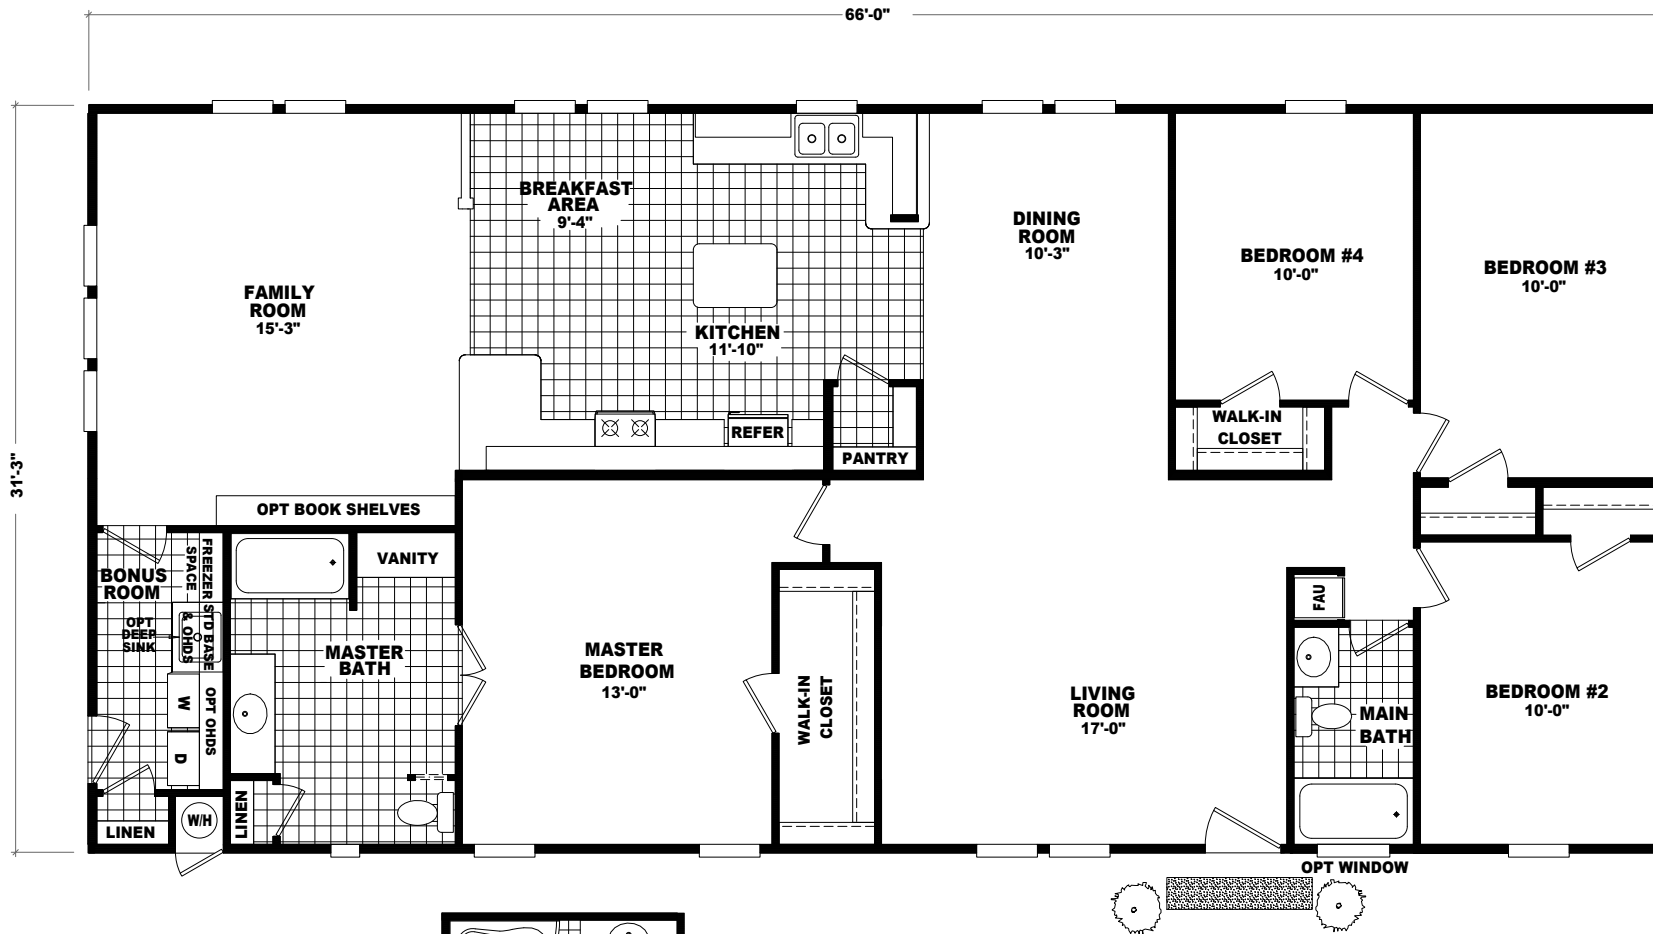 66'-0"
31'-3"
BREAKFAST
AREA
9'-4"
DINING
ROOM
10'-3"
BEDROOM #4
10'-0"
BEDROOM #3
10'-0"
FAMILY
ROOM
15'-3"
KITCHEN
11'-10"
WALK-IN
CLOSET
REFER
PANTRY
OPT BOOK SHELVES
VANITY
FREEZER
SPACE
BONUS
ROOM
STD BASE
& OHDS
OPT
DEEP
SINK
MASTER
BATH
MASTER
BEDROOM
13'-0"
WALK-IN
CLOSET
FAU
LIVING
ROOM
17'-0"
MAIN
BATH
BEDROOM #2
10'-0"
W
OPT OHDS
D
LINEN
W/H
LINEN
OPT WINDOW